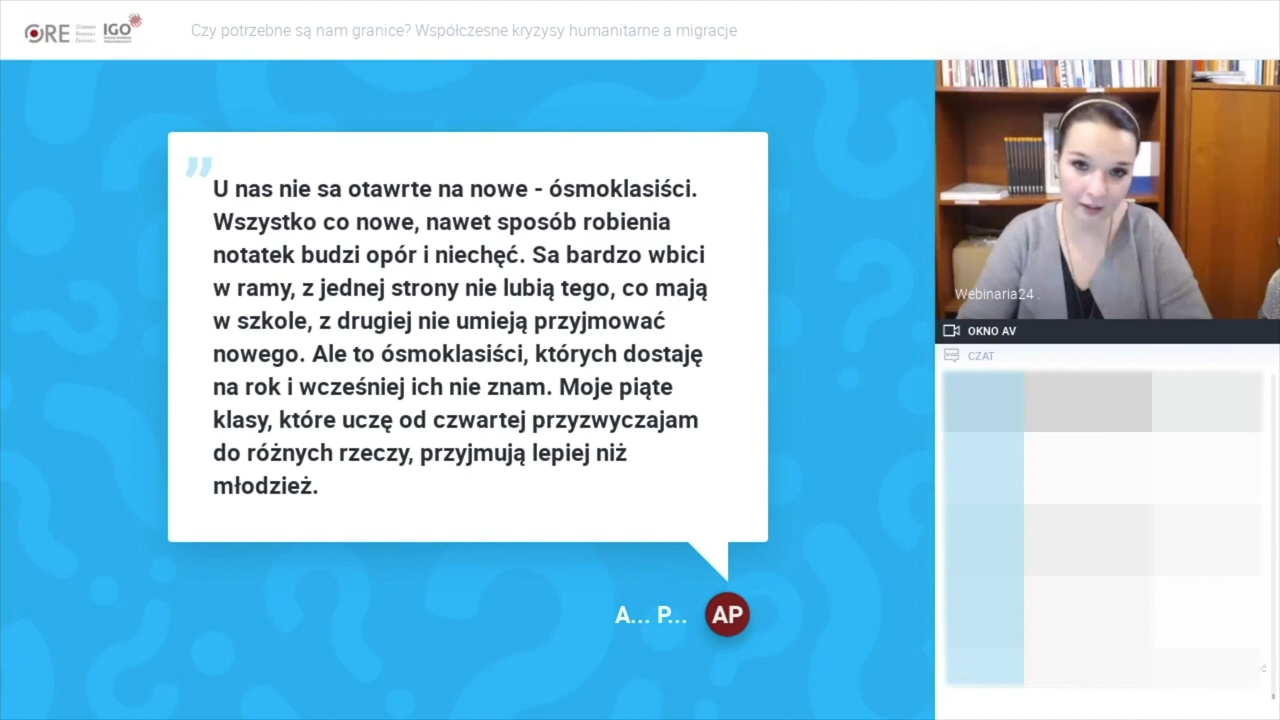 ORE
Ośrodek
Rozwoju
Edukacji
IGO
Czy potrzebne są nam granice? Współczesne kryzysy humanitarne a migracje
”
U nas nie sa otawrte na nowe - ósmoklasiści.
Wszystko co nowe, nawet sposób robienia
notatek budzi opór i niechęć. Sa bardzo wbici
w ramy, z jednej strony nie lubią tego, co mają
w szkole, z drugiej nie umieją przyjmować
nowego. Ale to ósmoklasiści, których dostaję
na rok i wcześniej ich nie znam. Moje piąte
klasy, które uczę od czwartej przyzwyczajam
do różnych rzeczy, przyjmują lepiej niż
młodzież.
A... P...
AP
Webinaria24 .
OKNO AV
CZAT